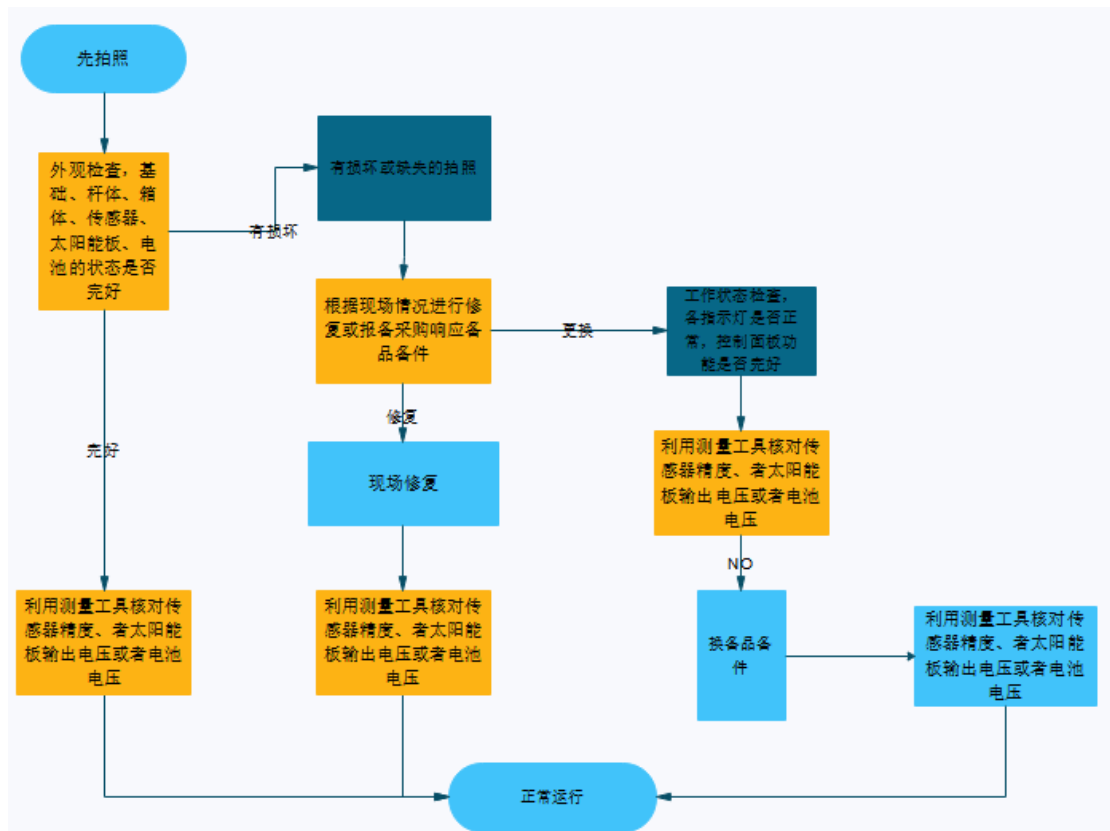 先拍照
外观检查，基
础、杆体、箱
体、传感器、
太阳能板、电
池的状态是否
完好
有损坏
有损坏或缺失的拍照
根据现场情况进行修
复或报备采购响应备
品备件
更换
工作状态检查，
各指示灯是否正
常，控制面板功
能是否完好
修复
完好
现场修复
利用测量工具核对传
感器精度、者太阳能
板输出电压或者电池
电压
NO
利用测量工具核对传
感器精度、者太阳能
板输出电压或者电池
电压
利用测量工具核对传
感器精度、者太阳能
板输出电压或者电池
电压
换备品备
件
利用测量工具核对传
感器精度、者太阳能
板输出电压或者电池
电压
正常运行